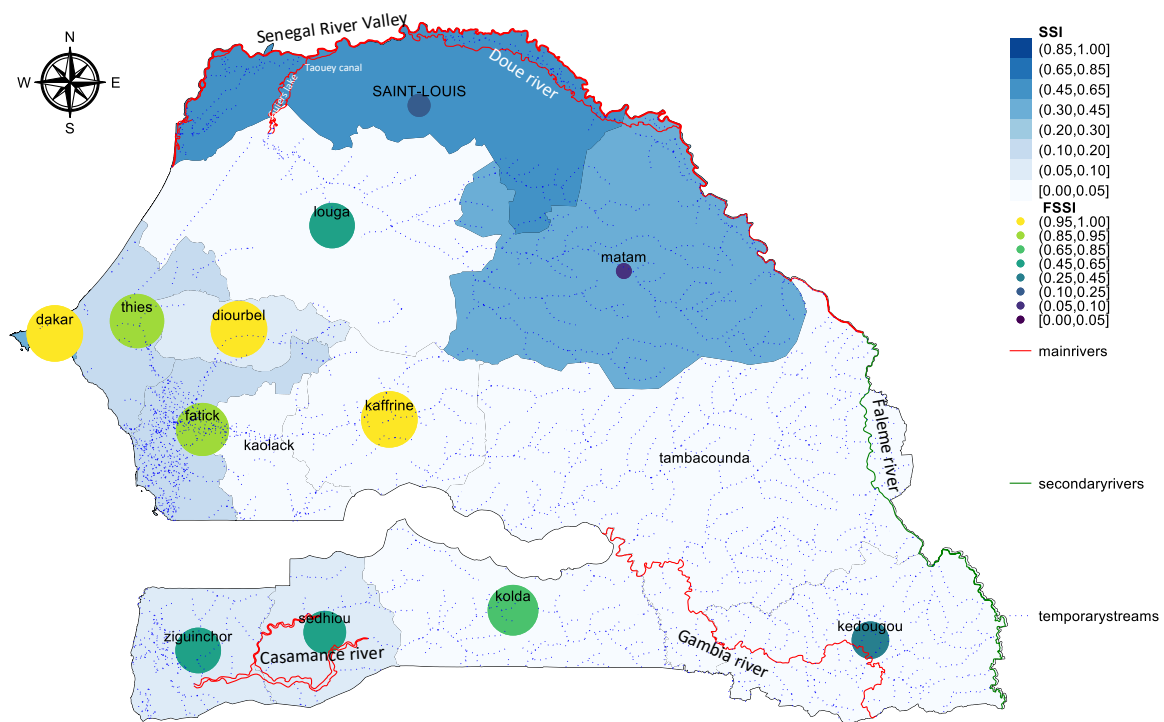 N
W E
S
Senegal River Valley
Taouey canal
Doue river
SAINT-LOUIS
louga
matam
thies
dakar
diourbel
kaffrine
fatick
kaolack
tambacounda
Faleme river
kolda
sedhiou
ziguinchor
kedougou
Casamance river
Gambia river
SSI
(0.85,1.00]
(0.65,0.85]
(0.45,0.65]
(0.30,0.45]
(0.20,0.30]
(0.10,0.20]
(0.05,0.10]
[0.00,0.05]
FSSI
(0.95,1.00]
(0.85,0.95]
(0.65,0.85]
(0.45,0.65]
(0.25,0.45]
(0.10,0.25]
(0.05,0.10]
[0.00,0.05]
mainrivers
secondaryrivers
temporarystreams